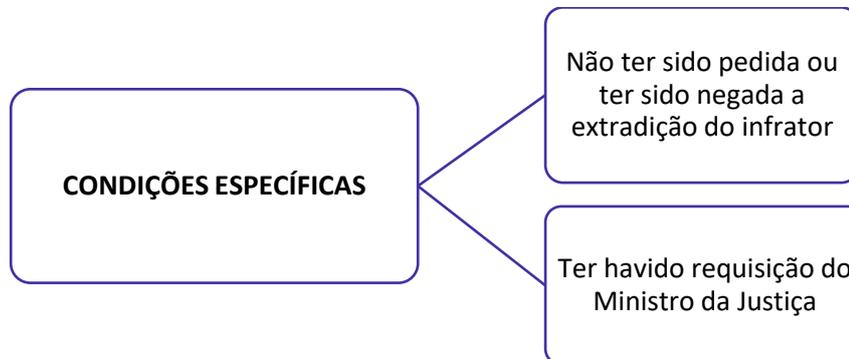 Não ter sido pedida ou
ter sido negada a
extradição do infrator
CONDIÇÕES ESPECÍFICAS
Ter havido requisição do
Ministro da Justiça